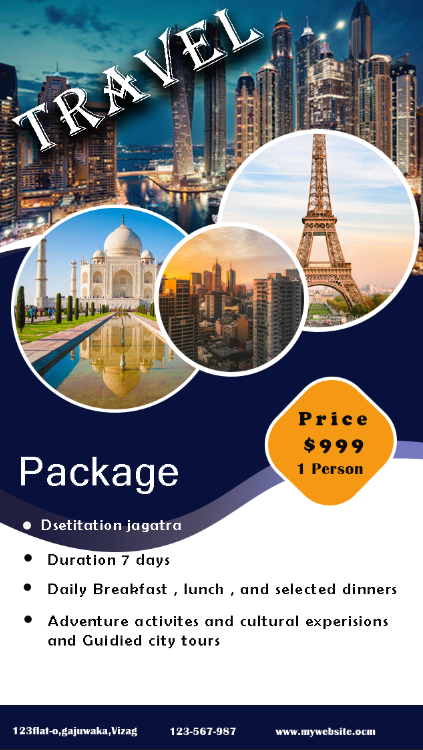 TRAVEL
Price
$999
1 Person
Package
Dsetitation jagatra
Duration 7 days
Daily Breakfast , lunch , and selected dinners
Adventure activites and cultural experisions
and Guidied city tours
123flat-o,gajuwaka,Vizag
123-567-987
www.mywebsite.ocm